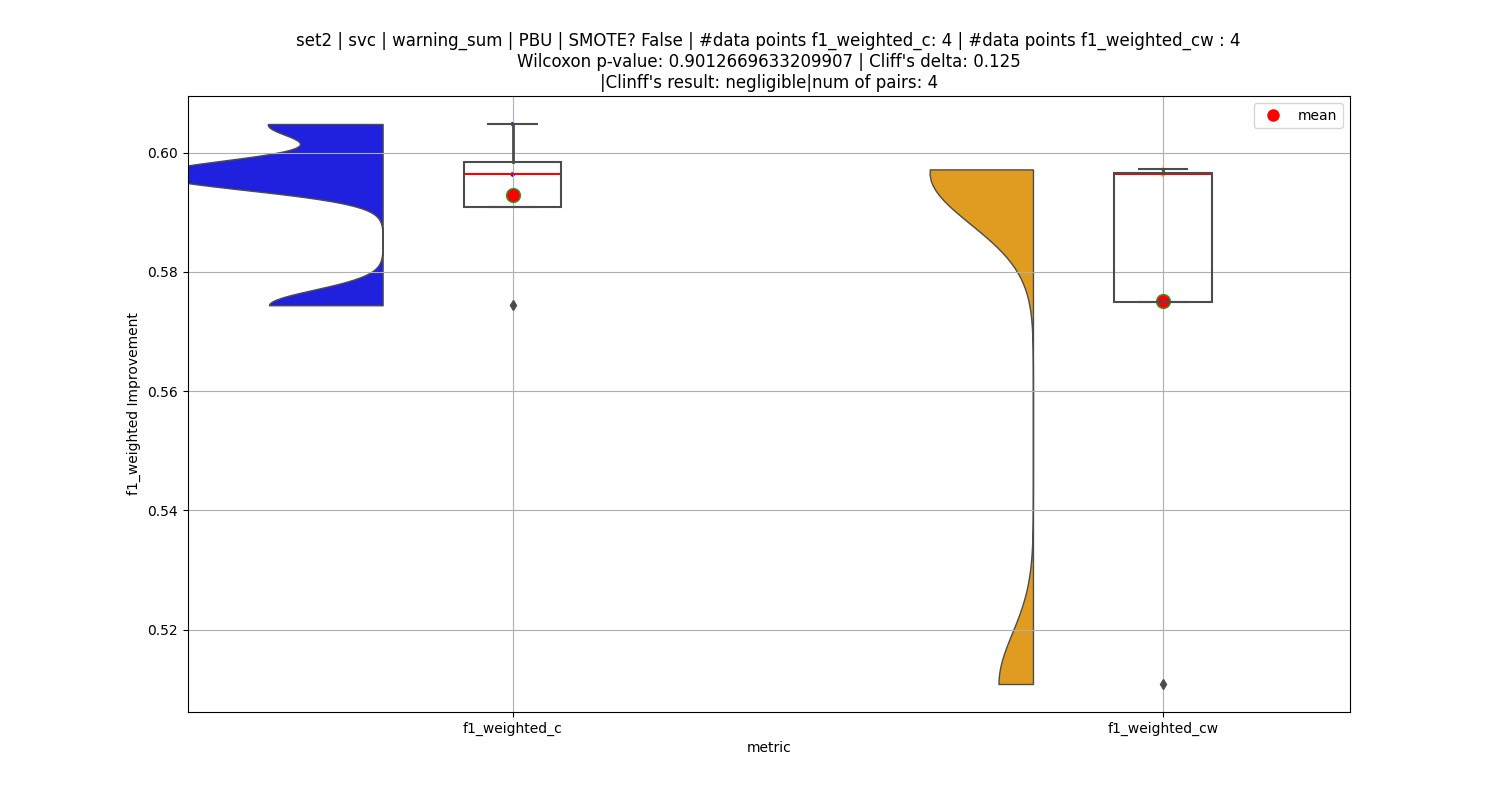 set2 | svc | warning_sum | PBU | SMOTE? False | #data points f1_weighted_c: 4 | #data points f1_weighted_cw : 4
Wilcoxon p-value: 0.9012669633209907 | Cliff's delta: 0.125
|Clinff's result: negligible|num of pairs: 4
mean
0.60
0.58
0.56
0.54
0.52
f1_weighted Improvement
f1_weighted_c
f1_weighted_cw
metric